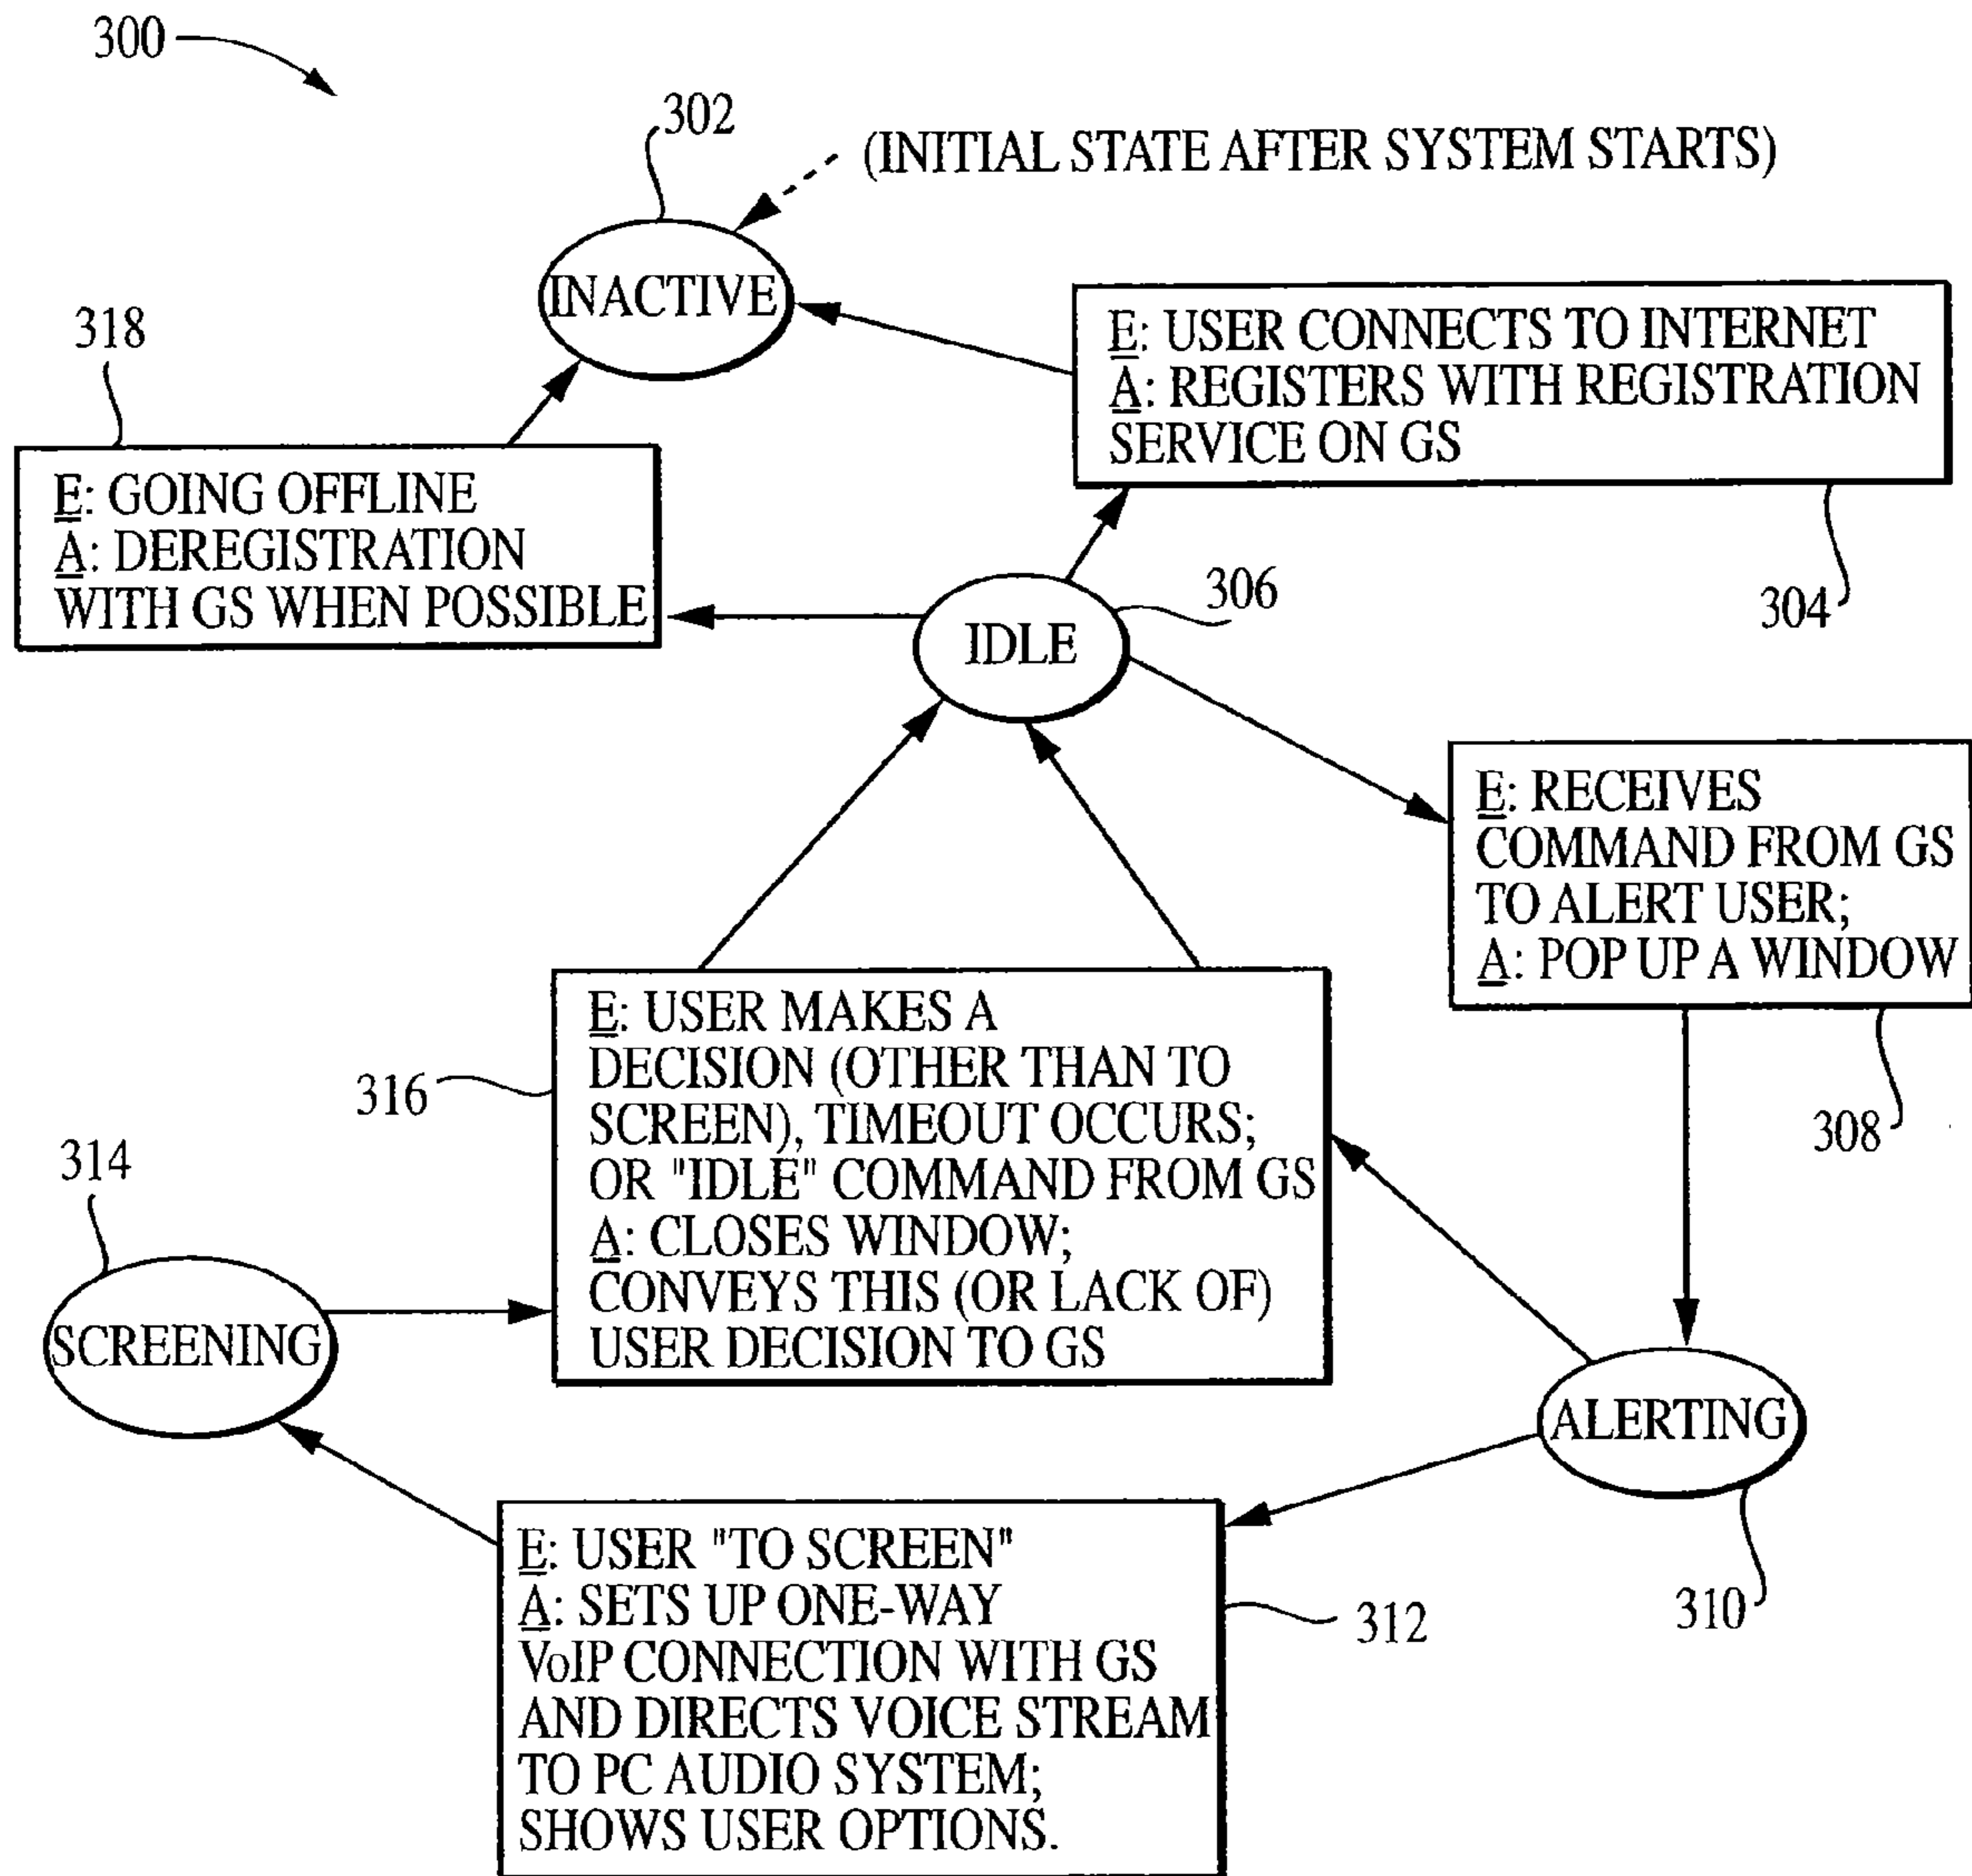 300
302
(INITIAL STATE AFTER SYSTEM STARTS)
INACTIVE
318
E: USER CONNECTS TO INTERNET
A: REGISTERS WITH REGISTRATION
SERVICE ON GS
304
E: GOING OFFLINE
A: DEREGISTRATION
WITH GS WHEN POSSIBLE
306
IDLE
E: RECEIVES
COMMAND FROM GS
TO ALERT USER;
A: POP UP A WINDOW
308
316
E: USER MAKES A
DECISION (OTHER THAN TO
SCREEN), TIMEOUT OCCURS;
OR "IDLE" COMMAND FROM GS
A: CLOSES WINDOW;
CONVEYS THIS (OR LACK OF)
USER DECISION TO GS
314
SCREENING
ALERTING
310
E: USER "TO SCREEN"
A: SETS UP ONE-WAY
VoIP CONNECTION WITH GS
AND DIRECTS VOICE STREAM
TO PC AUDIO SYSTEM;
SHOWS USER OPTIONS.
312